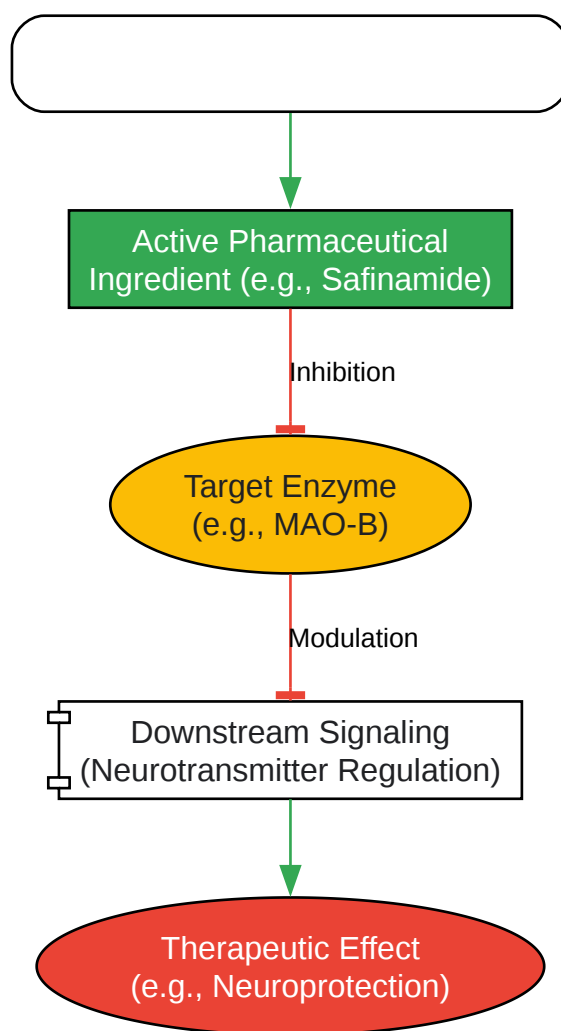 Active Pharmaceutical
Ingredient (e.g., Safinamide)
Inhibition
Target Enzyme
(e.g., MAO-B)
Modulation
Downstream Signaling
(Neurotransmitter Regulation)
Therapeutic Effect
(e.g., Neuroprotection)